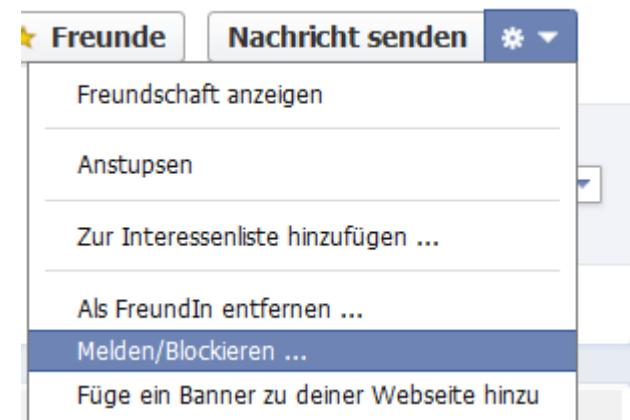 Freunde
Nachricht senden
Freundschaft anzeigen
Anstupsen
Zur Interessenliste hinzufügen ...
Als FreundIn entfernen ...
Melden/Blockieren ...
Füge ein Banner zu deiner Webseite hinzu